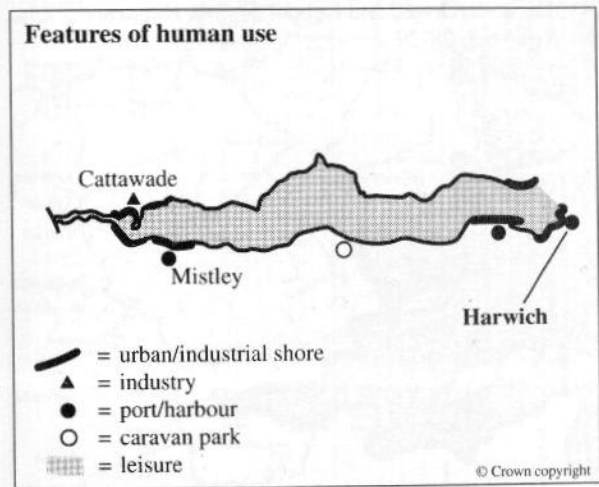 Features of human use
Cattawade
Mistley
Harwich
= urban/industrial shore
= industry
= port/harbour
= caravan park
= leisure
© Crown copyright